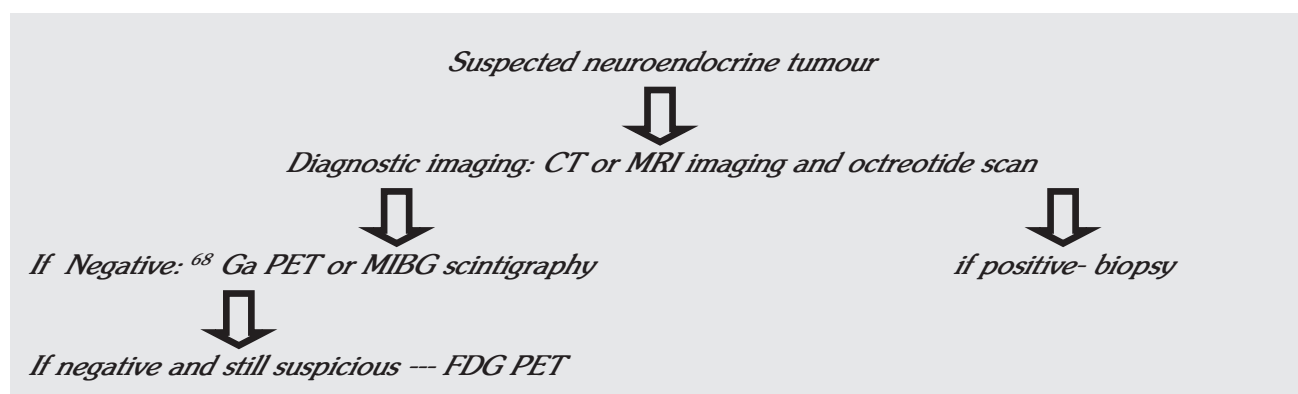 Suspected neuroendocrine tumour
Diagnostic imaging: CT or MRI imaging and octreotide scan
If Negative: ⁶⁸ Ga PET or MIBG scintigraphy
if positive- biopsy
If negative and still suspicious --- FDG PET